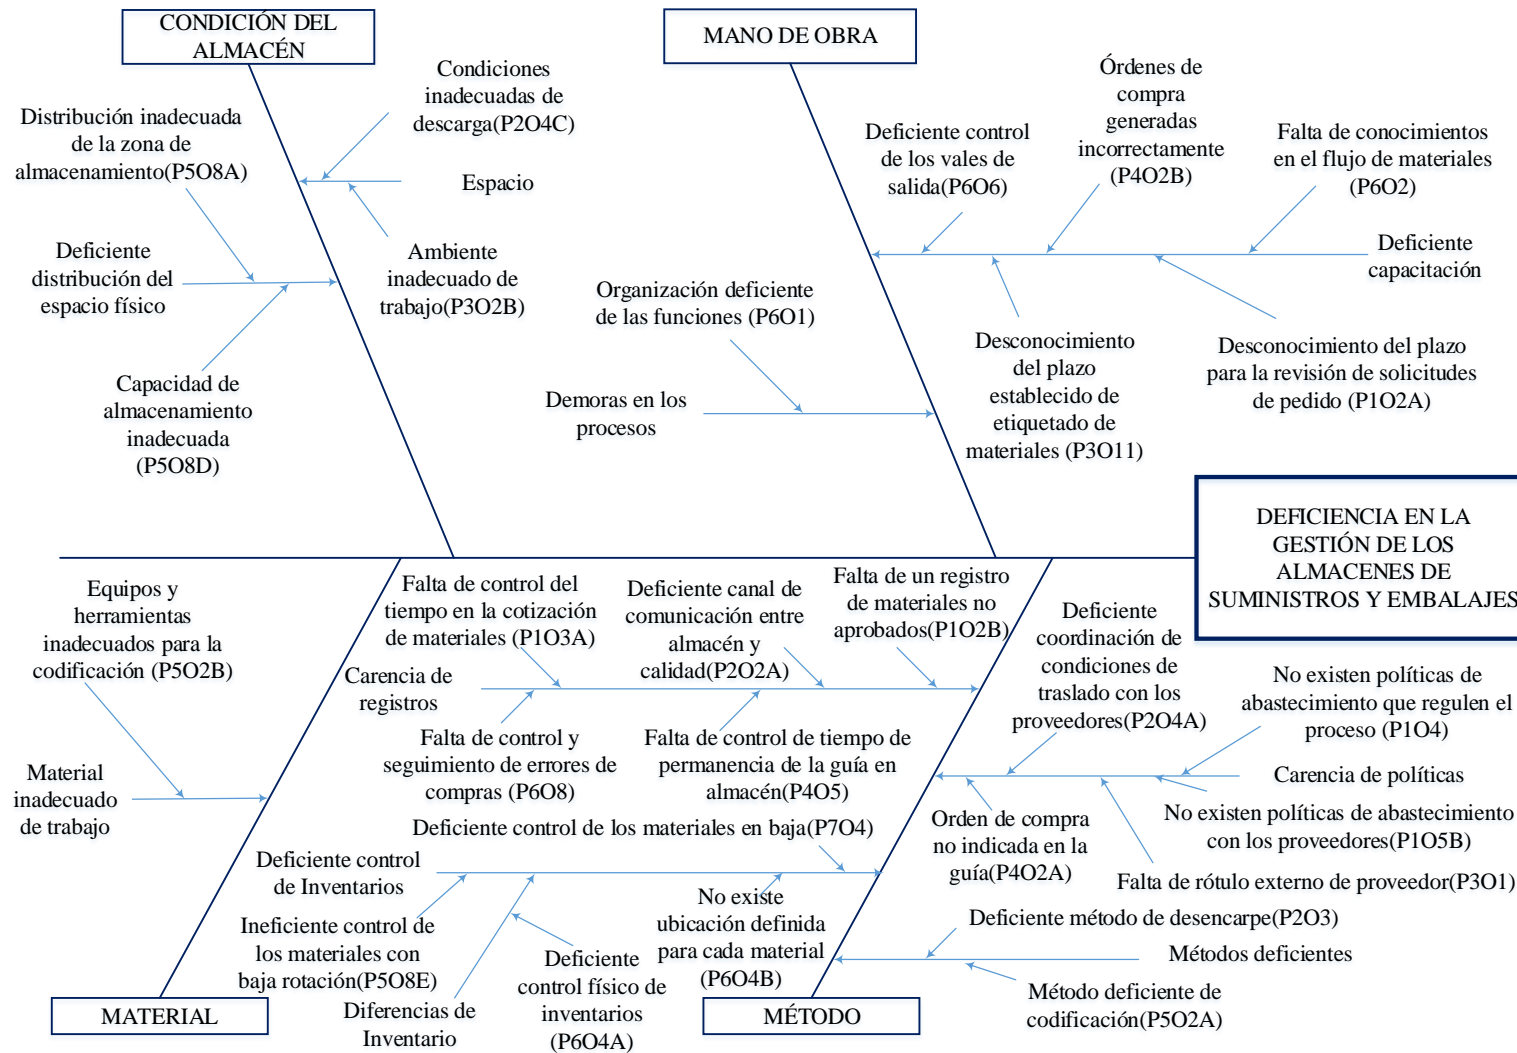 CONDICIÓN DEL
ALMACÉN
MANO DE OBRA
Condiciones
inadecuadas de
descarga(P2O4C)
Distribución inadecuada
de la zona de
almacenamiento(P5O8A)
Espacio
Deficiente
distribución del
espacio físico
Ambiente
inadecuado de
trabajo(P3O2B)
Capacidad de
almacenamiento
inadecuada
(P5O8D)
Deficiente control
de los vales de
salida(P6O6)
Órdenes de
compra
generadas
incorrectamente
(P4O2B)
Falta de conocimientos
en el flujo de materiales
(P6O2)
Deficiente
capacitación
Organización deficiente
de las funciones (P6O1)
Demoras en los
procesos
Desconocimiento
del plazo
establecido de
etiquetado de
materiales (P3O11)
Desconocimiento del plazo
para la revisión de solicitudes
de pedido (P1O2A)
DEFICIENCIA EN LA
GESTIÓN DE LOS
ALMACENES DE
SUMINISTROS Y EMBALAJES
Equipos y
herramientas
inadecuados para la
codificación (P5O2B)
Material
inadecuado
de trabajo
Falta de control del
tiempo en la cotización
de materiales (P1O3A)
Deficiente canal de
comunicación entre
almacén y
calidad(P2O2A)
Falta de un registro
de materiales no
aprobados(P1O2B)
Carencia de
registros
Falta de control y
seguimiento de errores de
compras (P6O8)
Falta de control de tiempo de
permanencia de la guía en
almacén(P4O5)
Deficiente
coordinación de
condiciones de
traslado con los
proveedores(P2O4A)
No existen políticas de
abastecimiento que regulen el
proceso (P1O4)
Carencia de políticas
Orden de compra
no indicada en la
guía(P4O2A)
No existen políticas de abastecimiento
con los proveedores(P1O5B)
Falta de rótulo externo de proveedor(P3O1)
Deficiente control de los materiales en baja(P7O4)
Deficiente control
de Inventarios
Ineficiente control de
los materiales con
baja rotación(P5O8E)
Diferencias de
Inventario
Deficiente
control físico de
inventarios
(P6O4A)
No existe
ubicación definida
para cada material
(P6O4B)
Deficiente método de desencarpe(P2O3)
Métodos deficientes
Método deficiente de
codificación(P5O2A)
MATERIAL
MÉTODO